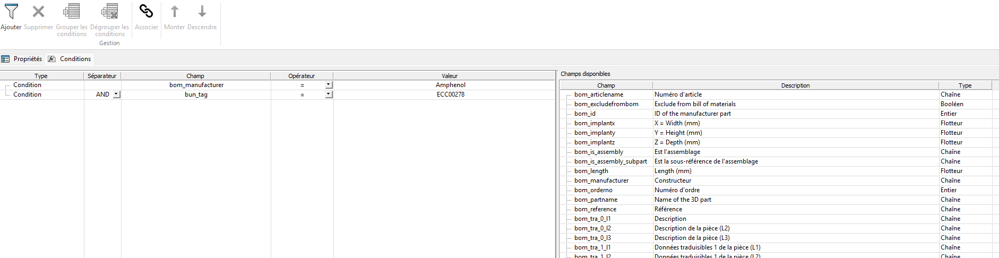 Ajouter Supprimer Grouper les conditions Dégrouper les conditions Associer Monter Descendre
Gestion
Propriétés Conditions
Type Séparateur Champ Opérateur Valeur
Condition bom_manufacturer = Amphenol
Condition AND bun_tag = ECC00278
Champs disponibles
Champ Description Type
bom_articlename Numéro d'article Chaîne
bom_excludefrombom Exclude from bill of materials Booléen
bom_id ID of the manufacturer part Entier
bom_implantx X = Width (mm) Flotteur
bom_implanty Y = Height (mm) Flotteur
bom_implantz Z = Depth (mm) Flotteur
bom_is_assembly Est l'assemblage Chaîne
bom_is_assembly_subpart Est la sous-référence de l'assemblage Chaîne
bom_length Length (mm) Flotteur
bom_manufacturer Constructeur Chaîne
bom_orderno Numéro d'ordre Entier
bom_partname Name of the 3D part Chaîne
bom_reference Référence Chaîne
bom_tra_0_l1 Description Chaîne
bom_tra_0_l2 Description de la pièce (L2) Chaîne
bom_tra_0_l3 Description de la pièce (L3) Chaîne
bom_tra_1_l1 Données traduisibles 1 de la pièce (L1) Chaîne
bom_tra_1_l2 Données traduisibles 1 de la pièce (L2) Chaîne